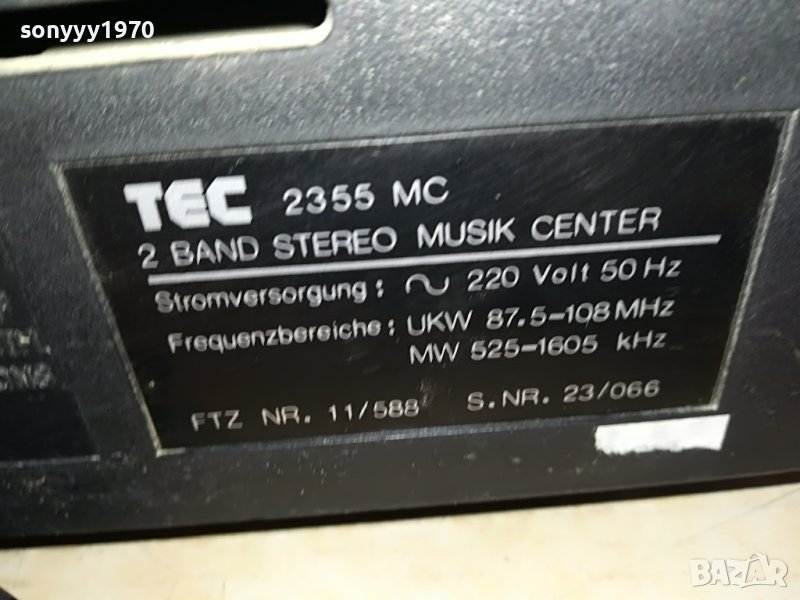 sonyyy1970
TEC 2355 MC
2 BAND STEREO MUSIK CENTER
Stromversorgung: ~ 220 Volt 50 Hz
Frequenzbereiche: UKW 87.5-108 MHz
MW 525-1605 kHz
FTZ NR. 11/588 S.NR. 23/066
BAZAR